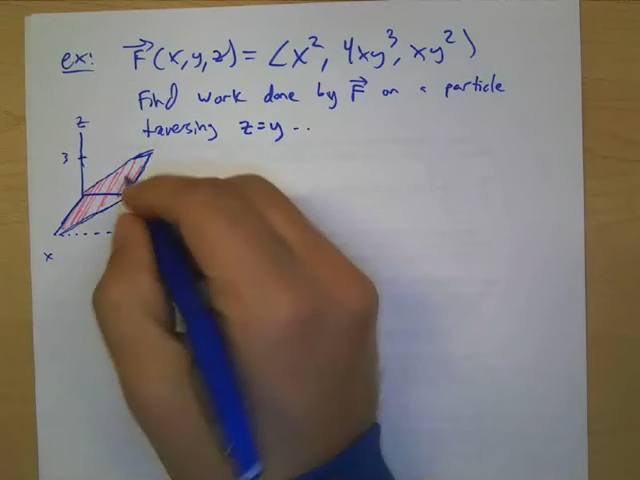 ex: F(x,y,z) = ⟨x², 4xy³, xy²⟩
Find work done by F on a particle
traversing z=y ...
z
3
x